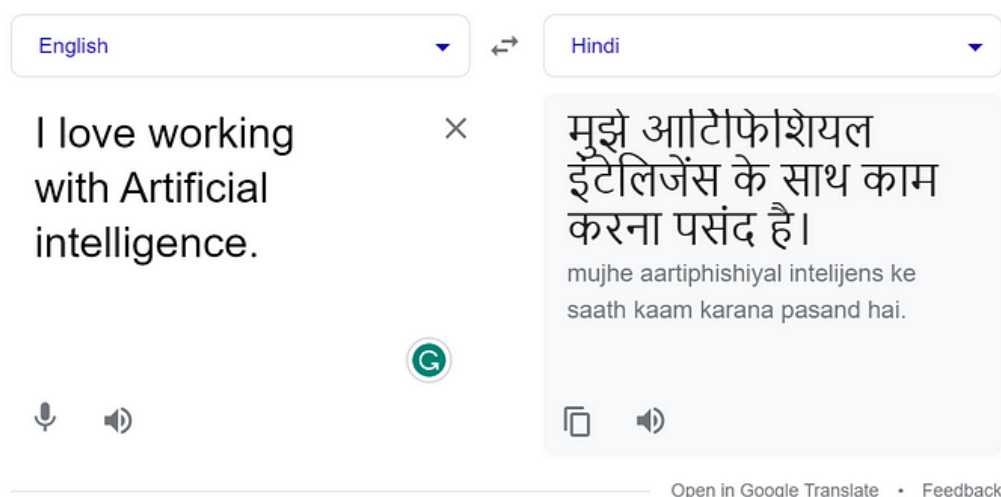 English
Hindi
I love working
with Artificial
intelligence.
मुझे आर्टिफिशियल
इंटेलिजेंस के साथ काम
करना पसंद है।
mujhe aartiphishiyal intelijens ke
saath kaam karana pasand hai.
Open in Google Translate • Feedback